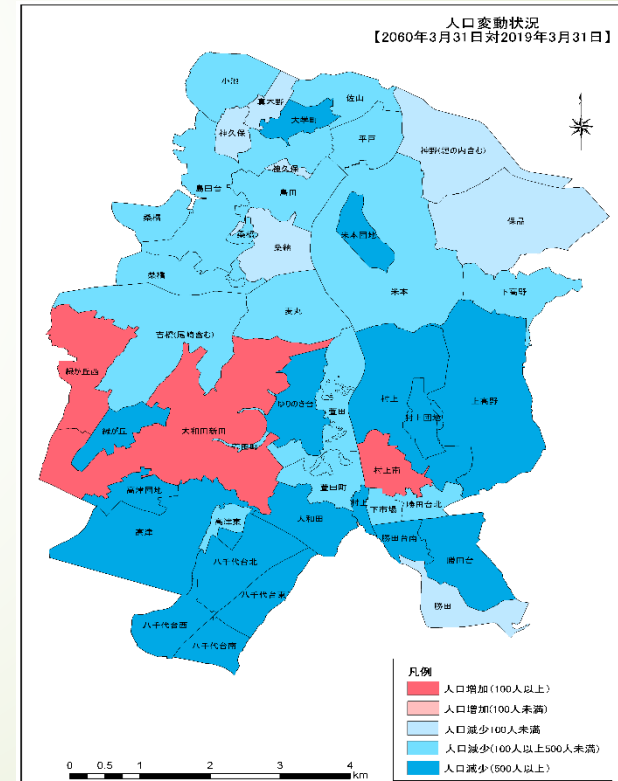 人口変動状況
【2060年3月31日対2019年3月31日】
小池
真木野
佐山
神久保
大学町
平戸
神野(堀の内含む)
神久保
島田台
島田
保品
桑橋
桑橋
桑納
米本団地
桑橋
米本
下高野
麦丸
吉橋(尾崎含む)
緑が丘西
ゆりのき台
萱田
村上
上高野
村上団地
緑が丘
大和田新田
村上南
高津団地
萱田町
高津
高津東
大和田
村上
下市場
勝田台北
勝田台南
八千代台北
勝田台
八千代台東
勝田
八千代台西
八千代台南
凡例
人口増加(100人以上)
人口増加(100人未満)
人口減少100人未満
人口減少(100人以上500人未満)
人口減少(500人以上)
0 0.5 1 2 3 4
km